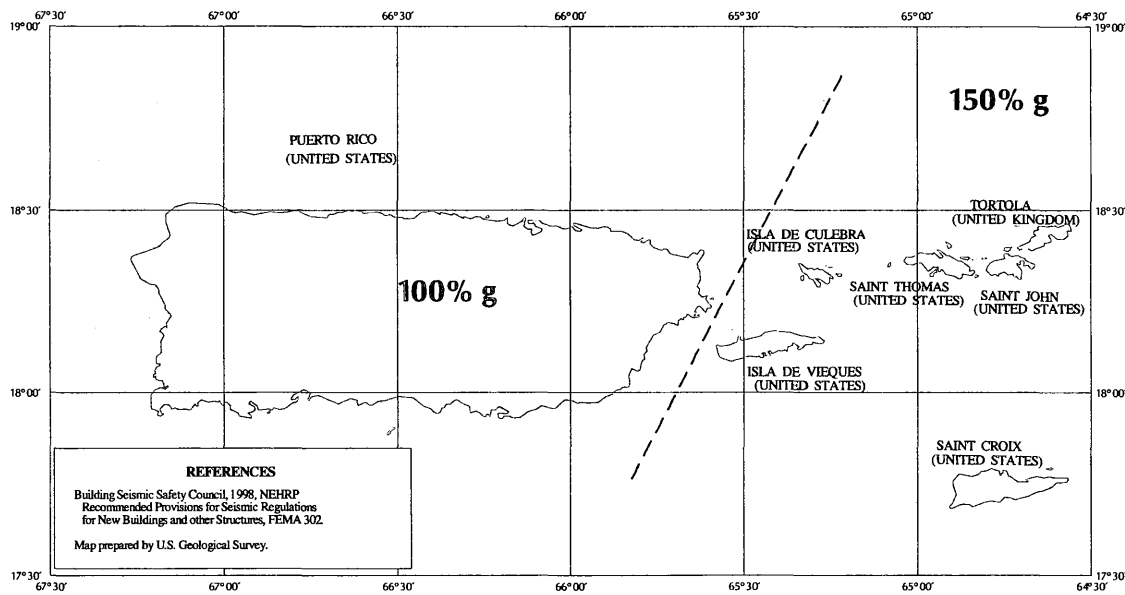 67°30' 67°00' 66°30' 66°00' 65°30' 65°00' 64°30'
19°00' 19°00'
150% g
PUERTO RICO
(UNITED STATES)
18°30' 18°30'
TORTOLA
(UNITED KINGDOM)
ISLA DE CULEBRA
(UNITED STATES)
100% g
SAINT THOMAS
(UNITED STATES)
SAINT JOHN
(UNITED STATES)
ISLA DE VIEQUES
(UNITED STATES)
18°00' 18°00'
SAINT CROIX
(UNITED STATES)
REFERENCES
Building Seismic Safety Council, 1998, NEHRP
Recommended Provisions for Seismic Regulations
for New Buildings and other Structures, FEMA 302.
Map prepared by U.S. Geological Survey.
17°30' 17°30'
67°30' 67°00' 66°30' 66°00' 65°30' 65°00' 64°30'